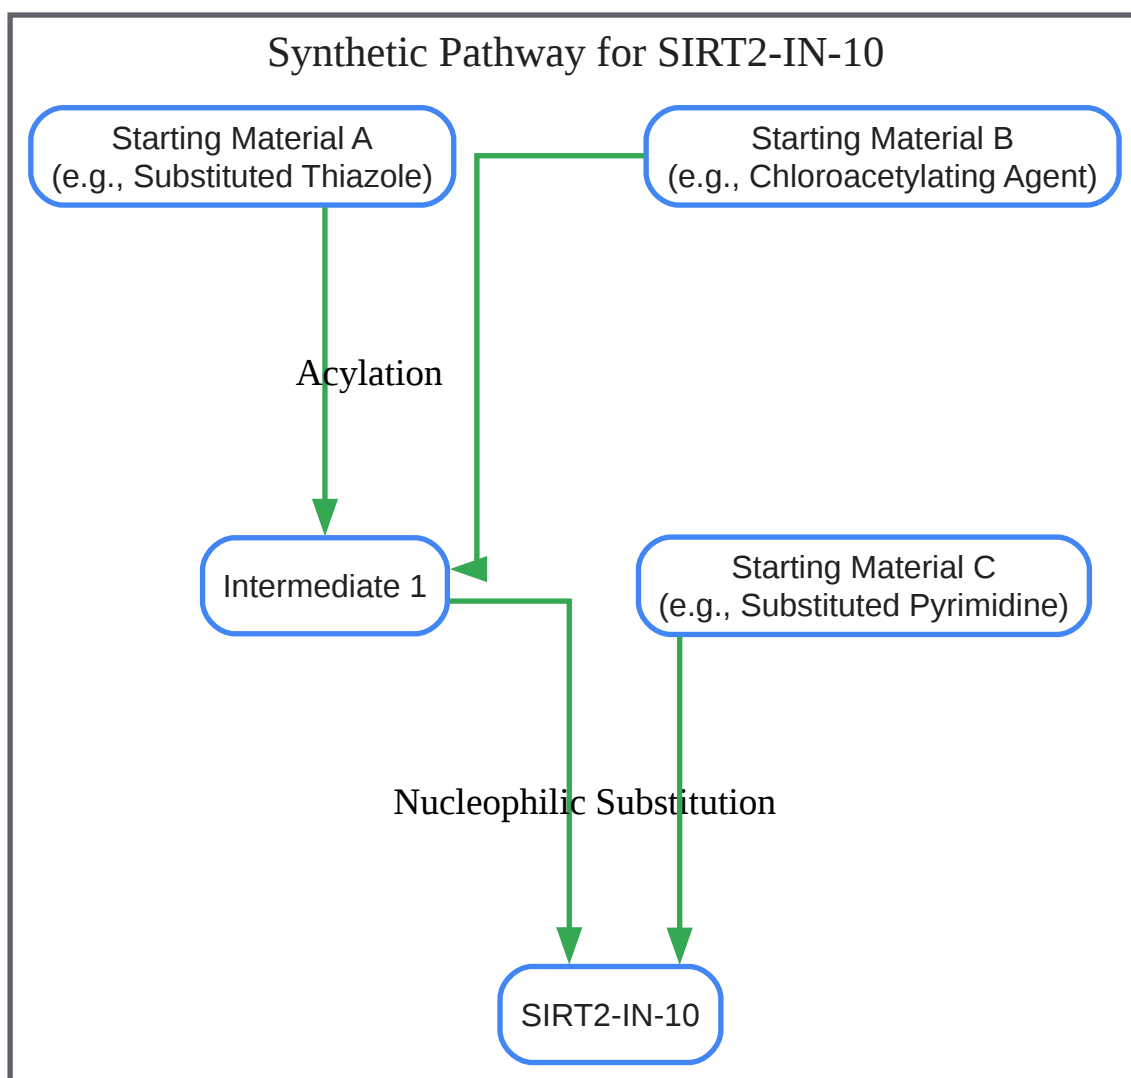 Synthetic Pathway for SIRT2-IN-10
Starting Material A
(e.g., Substituted Thiazole)
Starting Material B
(e.g., Chloroacetylating Agent)
Acylation
Intermediate 1
Starting Material C
(e.g., Substituted Pyrimidine)
Nucleophilic Substitution
SIRT2-IN-10